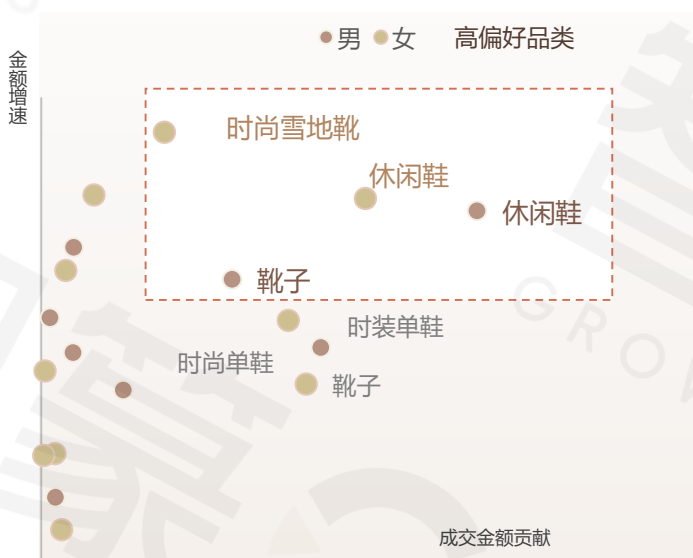 男 女 高偏好品类
金额增速
时尚雪地靴
休闲鞋
休闲鞋
靴子
时装单鞋
时尚单鞋
靴子
成交金额贡献